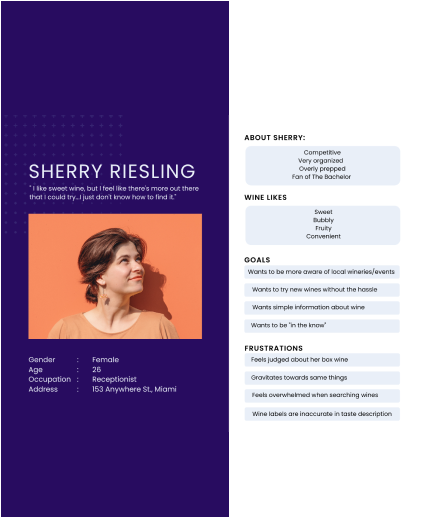 SHERRY RIESLING
" I like sweet wine, but I feel like there's more out there
that I could try...I just don't know how to find it."
Gender : Female
Age : 26
Occupation : Receptionist
Address : 153 Anywhere St., Miami
ABOUT SHERRY:
Competitive
Very organized
Overly prepped
Fan of The Bachelor
WINE LIKES
Sweet
Bubbly
Fruity
Convenient
GOALS
Wants to be more aware of local wineries/events
Wants to try new wines without the hassle
Wants simple information about wine
Wants to be "in the know"
FRUSTRATIONS
Feels judged about her box wine
Gravitates towards same things
Feels overwhelmed when searching wines
Wine labels are inaccurate in taste description